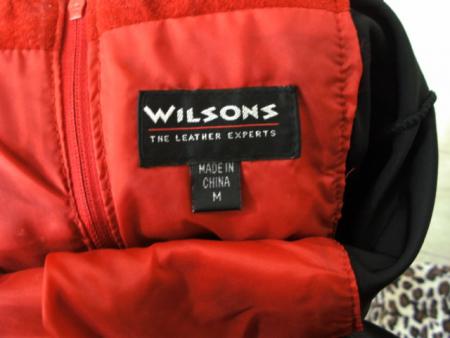 WILSONS
THE LEATHER EXPERTS
MADE IN
CHINA
M